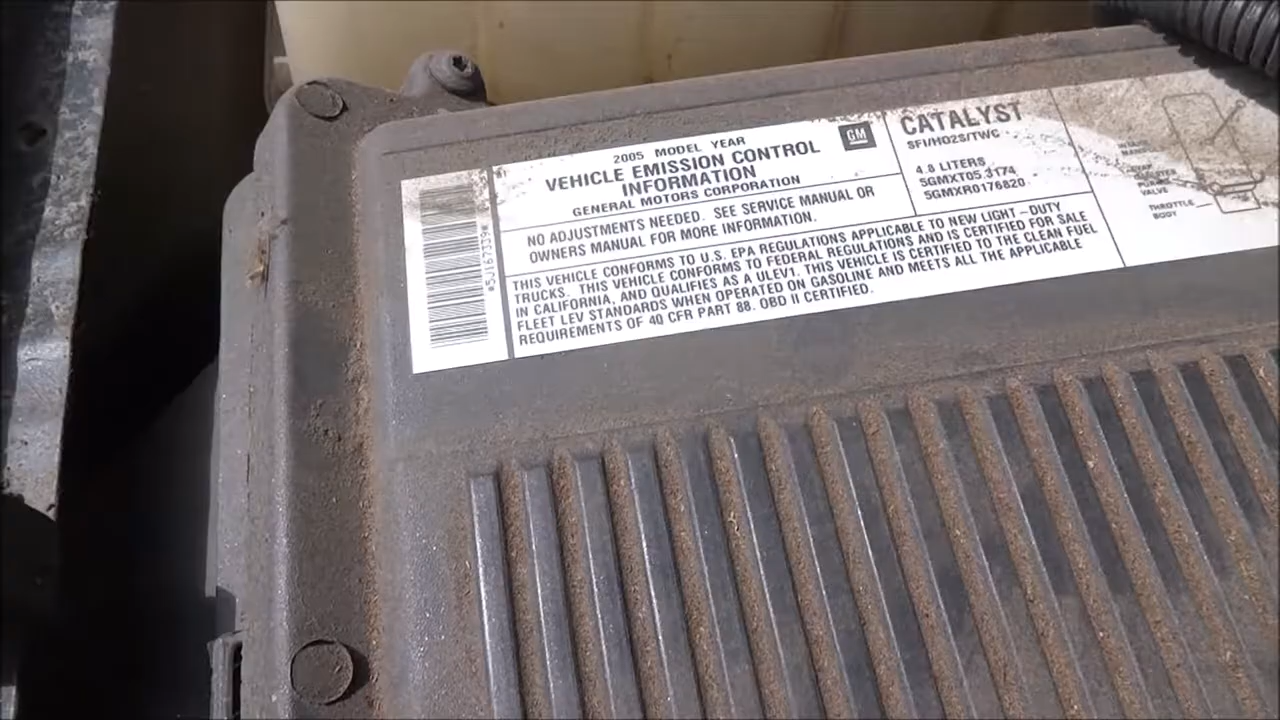 2005 MODEL YEAR
VEHICLE EMISSION CONTROL
INFORMATION
GENERAL MOTORS CORPORATION
GM
NO ADJUSTMENTS NEEDED. SEE SERVICE MANUAL OR
OWNERS MANUAL FOR MORE INFORMATION.
THIS VEHICLE CONFORMS TO U.S. EPA REGULATIONS APPLICABLE TO NEW LIGHT-DUTY
TRUCKS. THIS VEHICLE CONFORMS TO FEDERAL REGULATIONS AND IS CERTIFIED FOR SALE
IN CALIFORNIA, AND QUALIFIES AS A ULEV1. THIS VEHICLE IS CERTIFIED TO THE CLEAN FUEL
FLEET LEV STANDARDS WHEN OPERATED ON GASOLINE AND MEETS ALL THE APPLICABLE
REQUIREMENTS OF 40 CFR PART 88. OBD II CERTIFIED.
CATALYST
SFI/HO2S/TWC
4.8 LITERS
5GMXT05.3174
5GMXR0176820
VALVE
THROTTLE
BODY